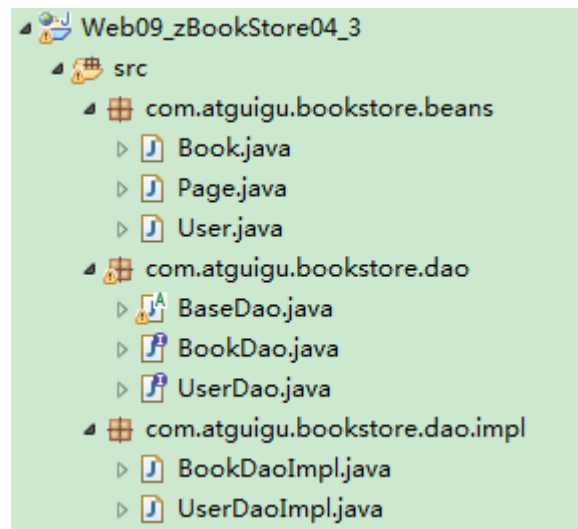 Web09_zBookStore04_3
src
com.atguigu.bookstore.beans
Book.java
Page.java
User.java
com.atguigu.bookstore.dao
BaseDao.java
BookDao.java
UserDao.java
com.atguigu.bookstore.dao.impl
BookDaoImpl.java
UserDaoImpl.java